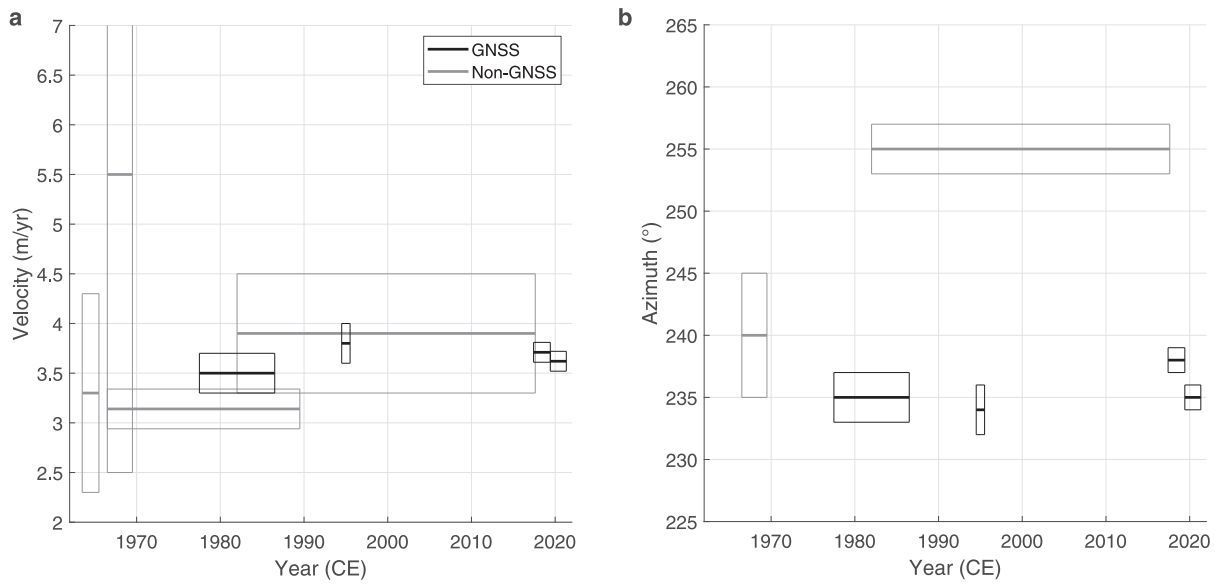 a
7
6.5
6
5.5
5
4.5
4
3.5
3
2.5
2
Velocity (m/yr)
GNSS
Non-GNSS
1970 1980 1990 2000 2010 2020
Year (CE)
b
265
260
255
250
245
240
235
230
225
Azimuth (°)
1970 1980 1990 2000 2010 2020
Year (CE)